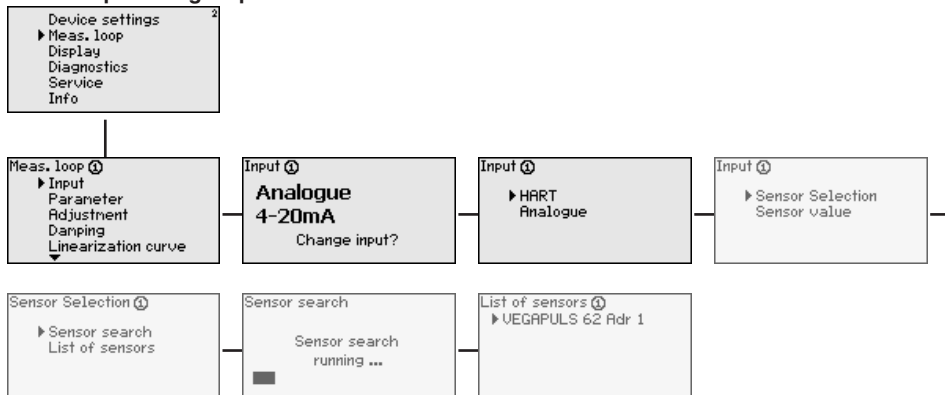 Device settings 2
▶ Meas. loop
Display
Diagnostics
Service
Info
Meas. loop ①
▶ Input
Parameter
Adjustment
Damping
Linearization curve
▼
Input ①
Analogue
4-20mA
Change input?
Input ①
▶ HART
Analogue
Input ①
▶ Sensor Selection
Sensor value
Sensor Selection ①
▶ Sensor search
List of sensors
Sensor search
Sensor search
running ...
List of sensors ①
▶ VEGAPULS 62 Adr 1